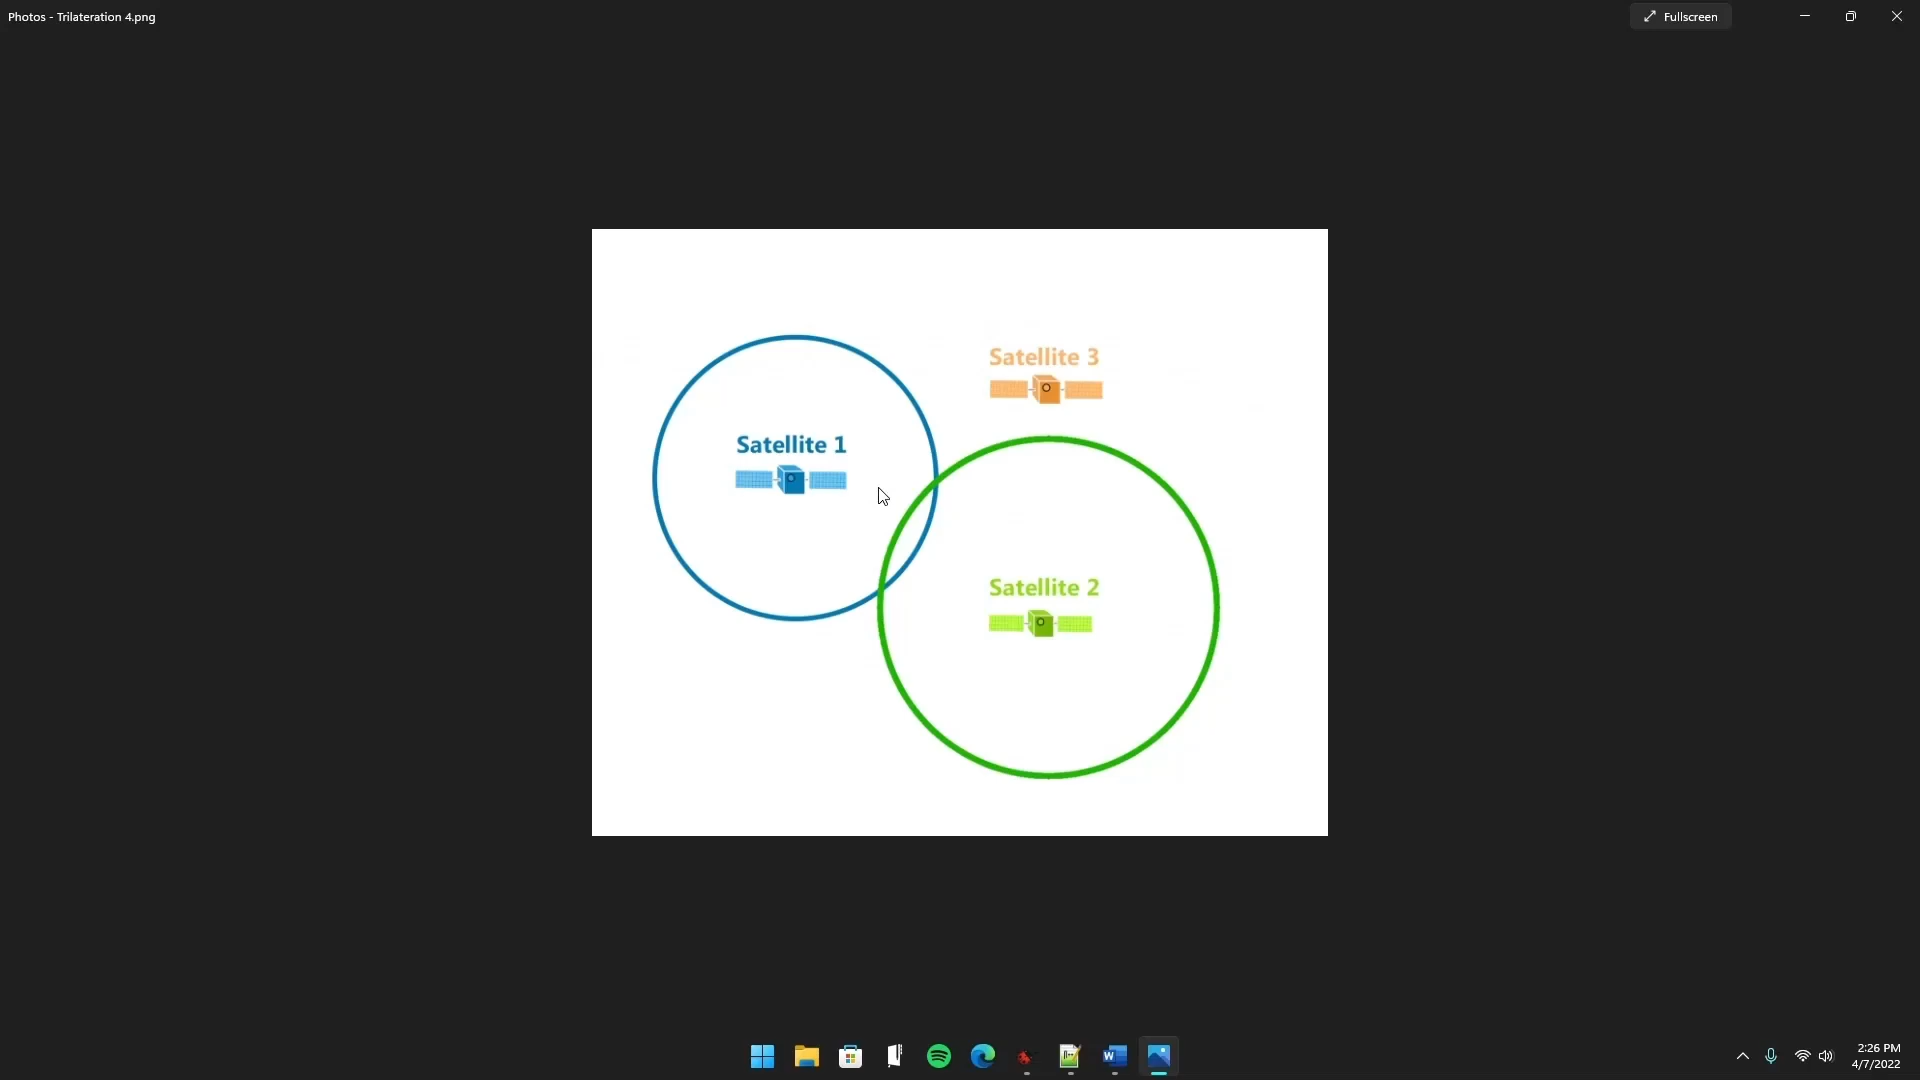 Photos - Trilateration 4.png
Fullscreen
Satellite 3
Satellite 1
Satellite 2
2:26 PM
4/7/2022